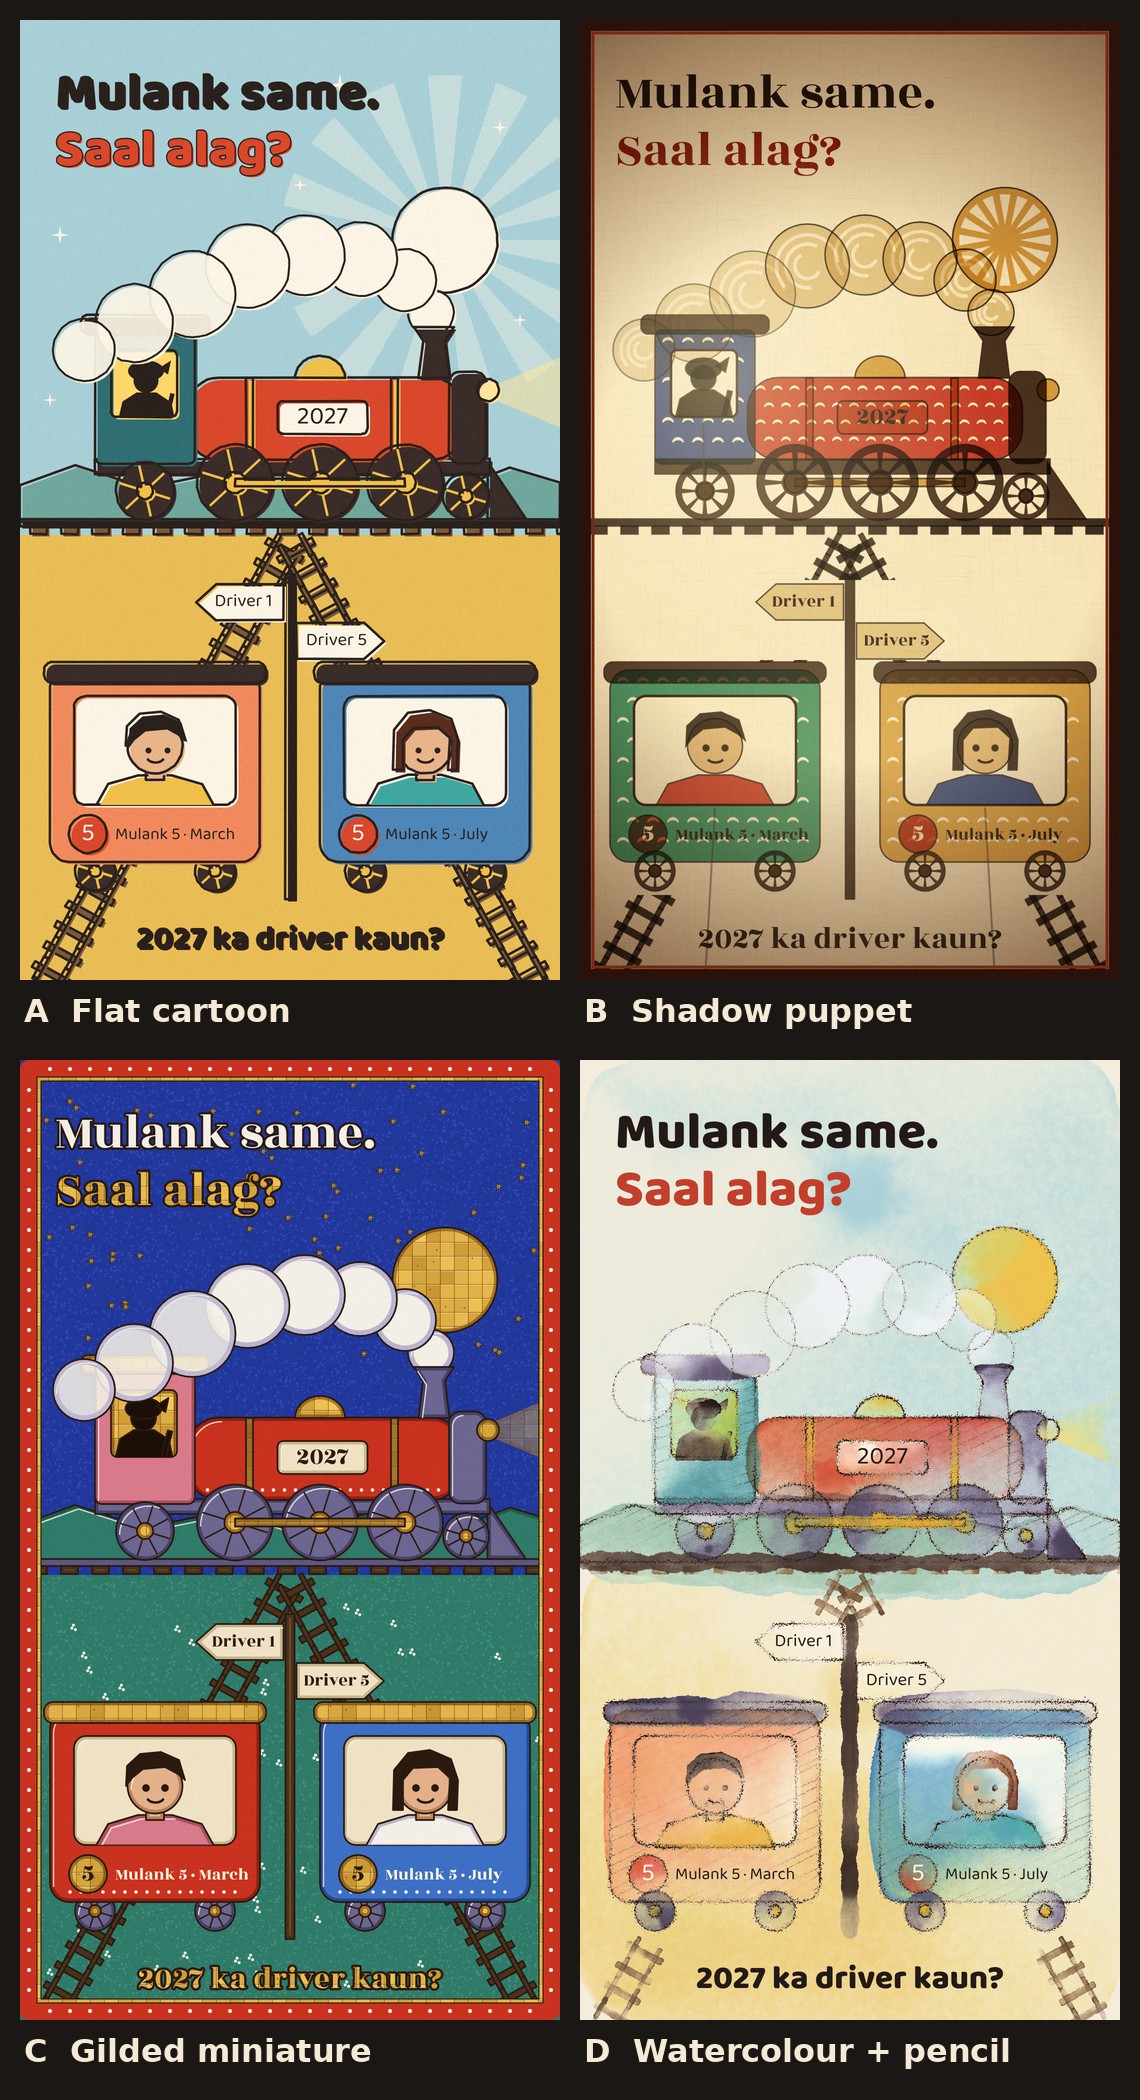 Mulank same.
Saal alag?
2027
Driver 1
Driver 5
5 Mulank 5 · March
5 Mulank 5 · July
2027 ka driver kaun?
A Flat cartoon
Mulank same.
Saal alag?
2027
Driver 1
Driver 5
5 Mulank 5 · March
5 Mulank 5 · July
2027 ka driver kaun?
B Shadow puppet
Mulank same.
Saal alag?
2027
Driver 1
Driver 5
5 Mulank 5 · March
5 Mulank 5 · July
2027 ka driver kaun?
C Gilded miniature
Mulank same.
Saal alag?
2027
Driver 1
Driver 5
5 Mulank 5 · March
5 Mulank 5 · July
2027 ka driver kaun?
D Watercolour + pencil